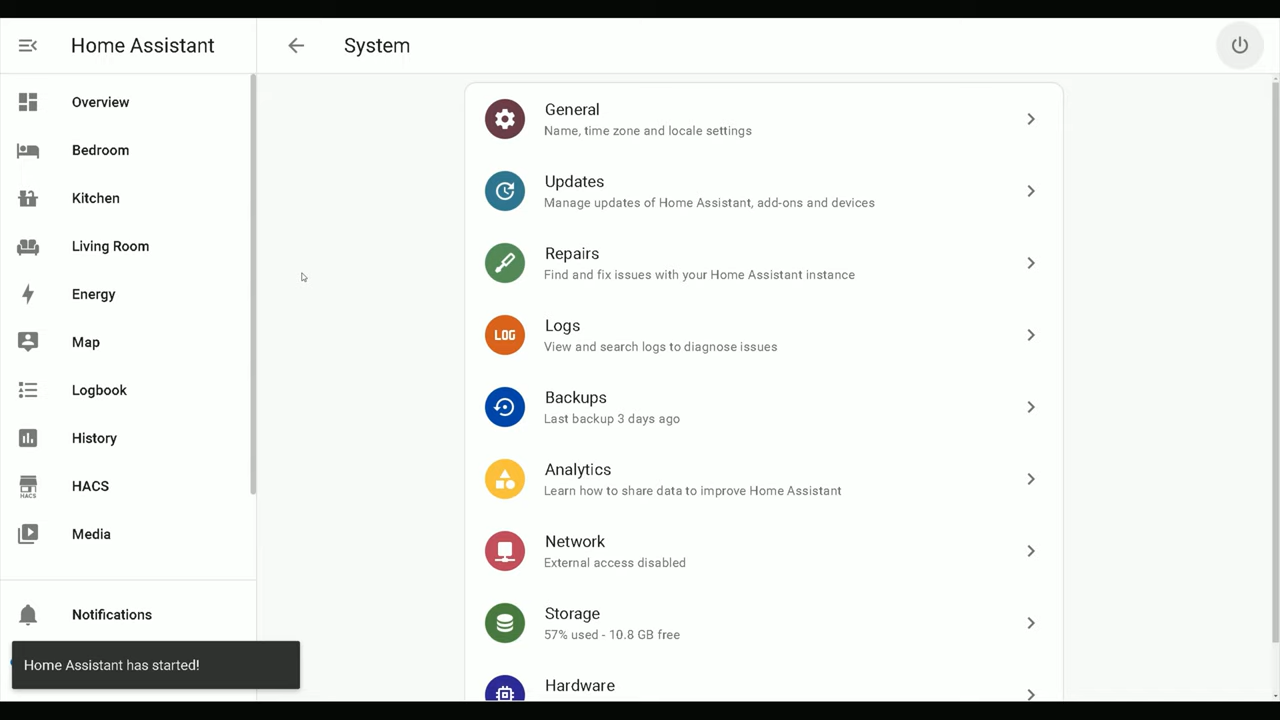 Home Assistant
System
Overview
Bedroom
Kitchen
Living Room
Energy
Map
Logbook
History
HACS
HACS
Media
Notifications
Home Assistant has started!
General
Name, time zone and locale settings
Updates
Manage updates of Home Assistant, add-ons and devices
Repairs
Find and fix issues with your Home Assistant instance
LOG
Logs
View and search logs to diagnose issues
Backups
Last backup 3 days ago
Analytics
Learn how to share data to improve Home Assistant
Network
External access disabled
Storage
57% used - 10.8 GB free
Hardware